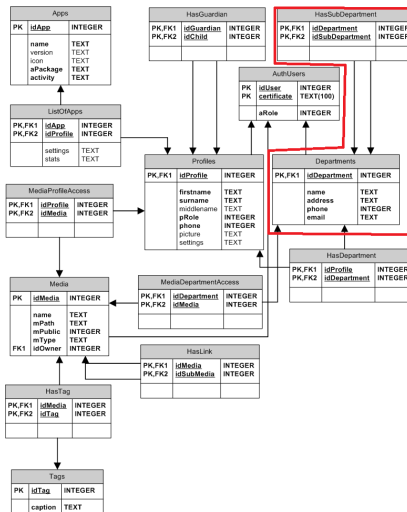 Apps
PK idApp INTEGER
name TEXT
version TEXT
icon TEXT
aPackage TEXT
activity TEXT
ListOfApps
PK,FK1 idApp INTEGER
PK,FK2 idProfile INTEGER
settings TEXT
stats TEXT
HasGuardian
PK,FK1 idGuardian INTEGER
PK,FK2 idChild INTEGER
HasSubDepartment
PK,FK1 idDepartment INTEGER
PK,FK2 idSubDepartment INTEGER
AuthUsers
PK idUser INTEGER
PK certificate TEXT(100)
aRole INTEGER
Profiles
PK,FK1 idProfile INTEGER
firstname TEXT
surname TEXT
middlename TEXT
pRole INTEGER
phone INTEGER
picture TEXT
settings TEXT
Departments
PK,FK1 idDepartment INTEGER
name TEXT
address TEXT
phone INTEGER
email TEXT
MediaProfileAccess
PK,FK1 idProfile INTEGER
PK,FK2 idMedia INTEGER
HasDepartment
PK,FK1 idProfile INTEGER
PK,FK2 idDepartment INTEGER
Media
PK idMedia INTEGER
name TEXT
mPath TEXT
mPublic INTEGER
mType TEXT
FK1 idOwner INTEGER
MediaDepartmentAccess
PK,FK1 idDepartment INTEGER
PK,FK2 idMedia INTEGER
HasLink
PK,FK1 idMedia INTEGER
PK,FK2 idSubMedia INTEGER
HasTag
PK,FK1 idMedia INTEGER
PK,FK2 idTag INTEGER
Tags
PK idTag INTEGER
caption TEXT